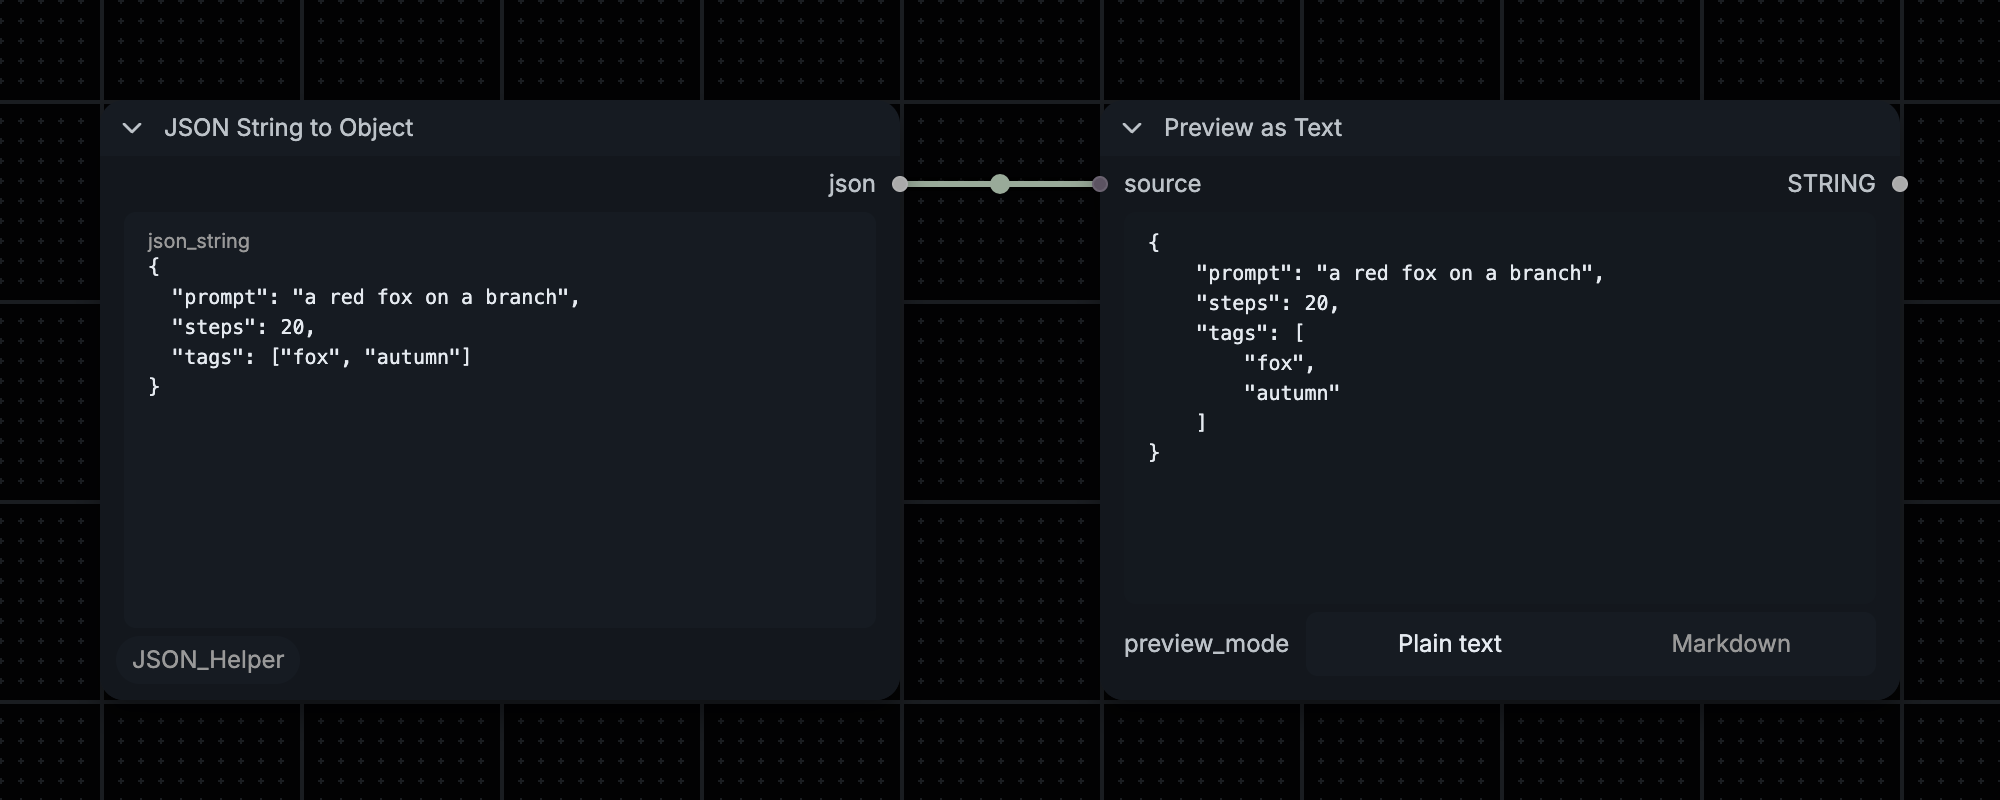 JSON String to Object
json
json_string
{
  "prompt": "a red fox on a branch",
  "steps": 20,
  "tags": ["fox", "autumn"]
}
JSON_Helper
Preview as Text
source
STRING
{
    "prompt": "a red fox on a branch",
    "steps": 20,
    "tags": [
        "fox",
        "autumn"
    ]
}
preview_mode
Plain text
Markdown